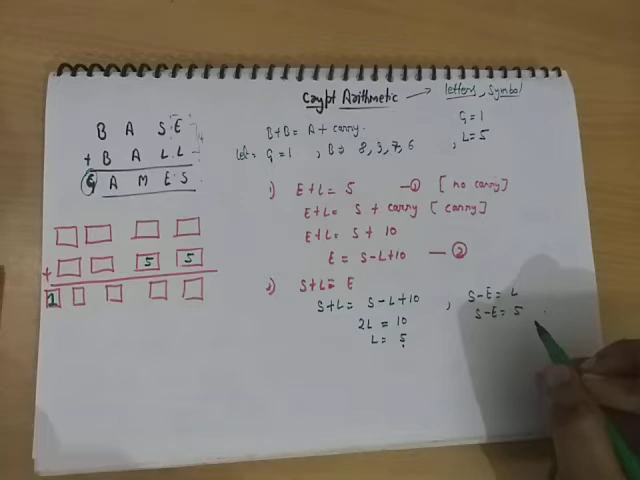 Crypt Arithmetic → letters, Symbol
B A S E
+ B A L L
G A M E S
5 5
+
1
B+B = A + carry.
let = G = 1 , B = 8, 9, 7, 6
G = 1
, L = 5
1) E+L = S — ① [no carry]
E+L = S + carry [carry]
E+L = S + 10
E = S-L+10 — ②
2) S+L = E
S+L = S-L+10 , S-E = L
2L = 10 S-E = 5
L = 5